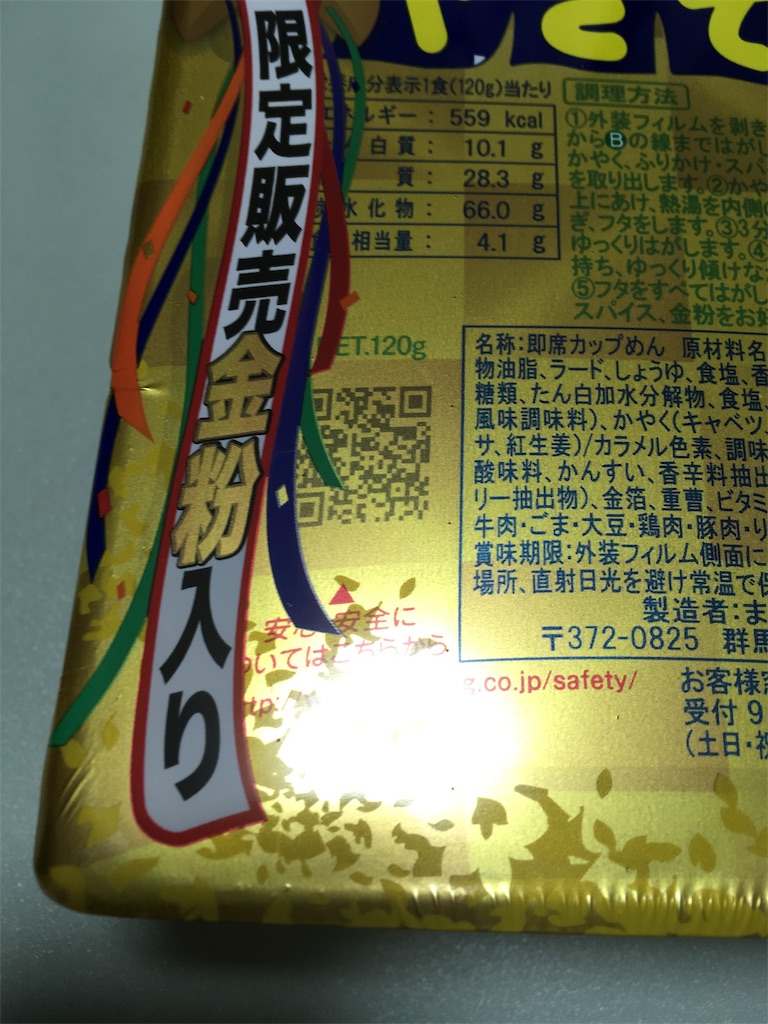 限定販売金粉入り
分表示1食(120g)当たり
エネルギー: 559 kcal
白質: 10.1 g
質: 28.3 g
水化物: 66.0 g
相当量: 4.1 g
NET.120g
安心・安全に
ついてはこちらから
g.co.jp/safety/
調理方法
①外装フィルムを剥き
からBの線まではがし
かやく、ふりかけ・スパ
を取り出します。②かや
上にあけ、熱湯を内側の
ぎ、フタをします。③3分
ゆっくりはがします。④
持ち、ゆっくり傾けな
⑤フタをすべてはがし
スパイス、金粉をお好
名称:即席カップめん 原材料名
物油脂、ラード、しょうゆ、食塩、香
糖類、たん白加水分解物、食塩、
風味調味料)、かやく(キャベツ、
サ、紅生姜)/カラメル色素、調味
酸味料、かんすい、香辛料抽出
リー抽出物)、金箔、重曹、ビタミ
牛肉・ごま・大豆・鶏肉・豚肉・り
賞味期限:外装フィルム側面に
場所、直射日光を避け常温で保
製造者:ま
〒372-0825 群馬
お客様窓
受付 9
(土日・祝